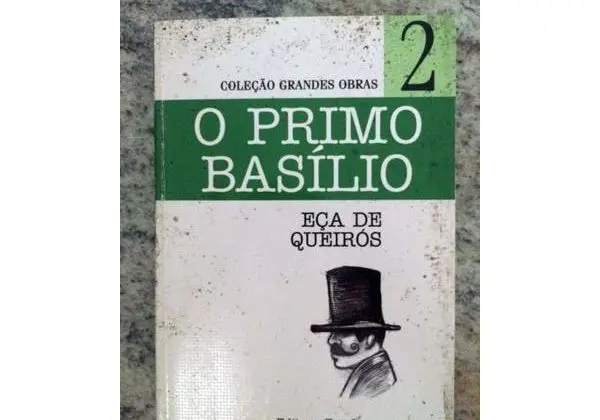 2
COLEÇÃO GRANDES OBRAS
O PRIMO
BASÍLIO
EÇA DE
QUEIRÓS